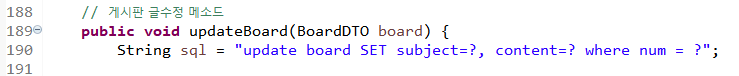 188 // 게시판 글수정 메소드
189 public void updateBoard(BoardDTO board) {
190 String sql = "update board SET subject=?, content=? where num = ?";
191